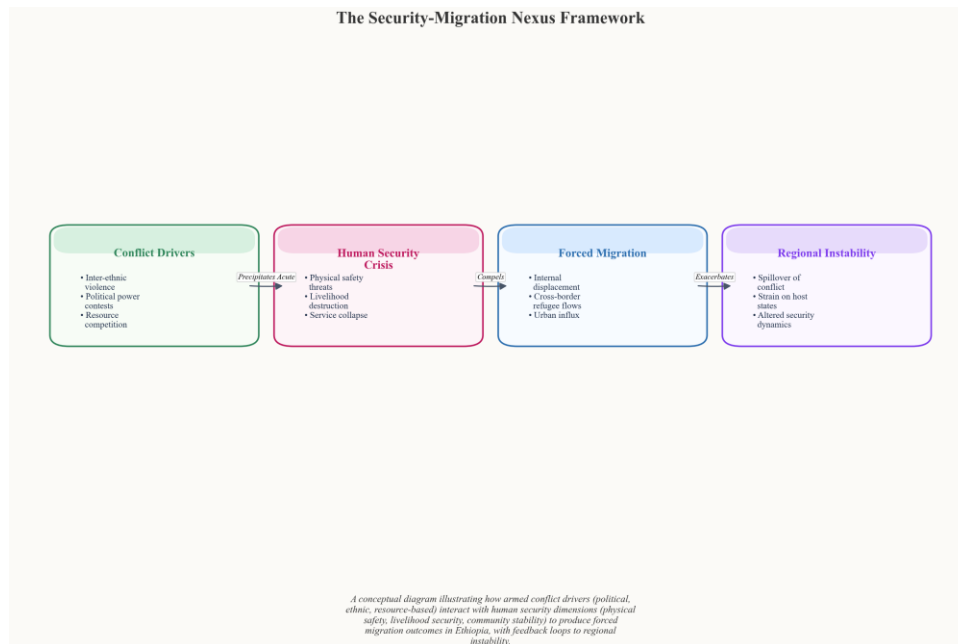 The Security-Migration Nexus Framework
Conflict Drivers
• Inter-ethnic
violence
• Political power
contests
• Resource
competition
Precipitates Acute
Human Security
Crisis
• Physical safety
threats
• Livelihood
destruction
• Service collapse
Compels
Forced Migration
• Internal
displacement
• Cross-border
refugee flows
• Urban influx
Exacerbates
Regional Instability
• Spillover of
conflict
• Strain on host
states
• Altered security
dynamics
A conceptual diagram illustrating how armed conflict drivers (political,
ethnic, resource-based) interact with human security dimensions (physical
safety, livelihood security, community stability) to produce forced
migration outcomes in Ethiopia, with feedback loops to regional
instability.